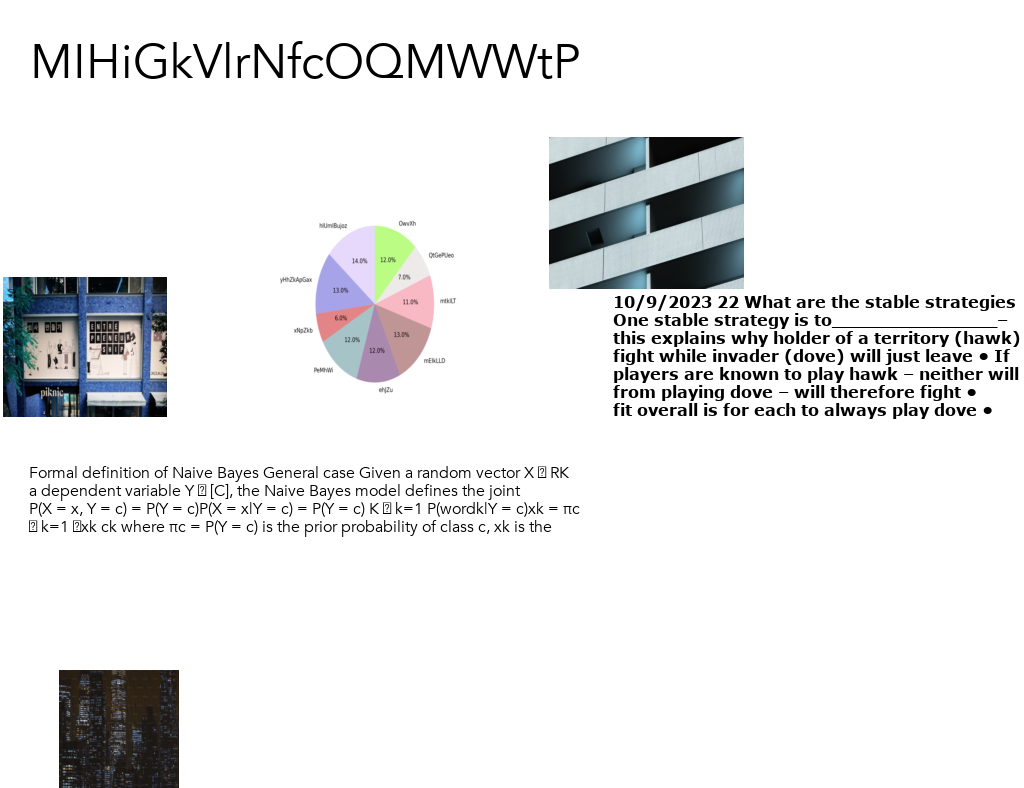 MIHiGkVlrNfcOQMWWtP
hlUmIBujoz
OwvXh
14.0%
12.0%
QtGePUeo
7.0%
yHhZkApGax
13.0%
11.0%
mtkILT
6.0%
xNpZkb
12.0%
12.0%
13.0%
mEIkLLD
PeMhWi
ehJZu
piknic
10/9/2023 22 What are the stable strategies
One stable strategy is to___________________–
this explains why holder of a territory (hawk)
fight while invader (dove) will just leave • If
players are known to play hawk – neither will
from playing dove – will therefore fight •
fit overall is for each to always play dove •
Formal definition of Naive Bayes General case Given a random vector X � RK
a dependent variable Y � [C], the Naive Bayes model defines the joint
P(X = x, Y = c) = P(Y = c)P(X = x|Y = c) = P(Y = c) K � k=1 P(wordk|Y = c)xk = πc
� k=1 �xk ck where πc = P(Y = c) is the prior probability of class c, xk is the